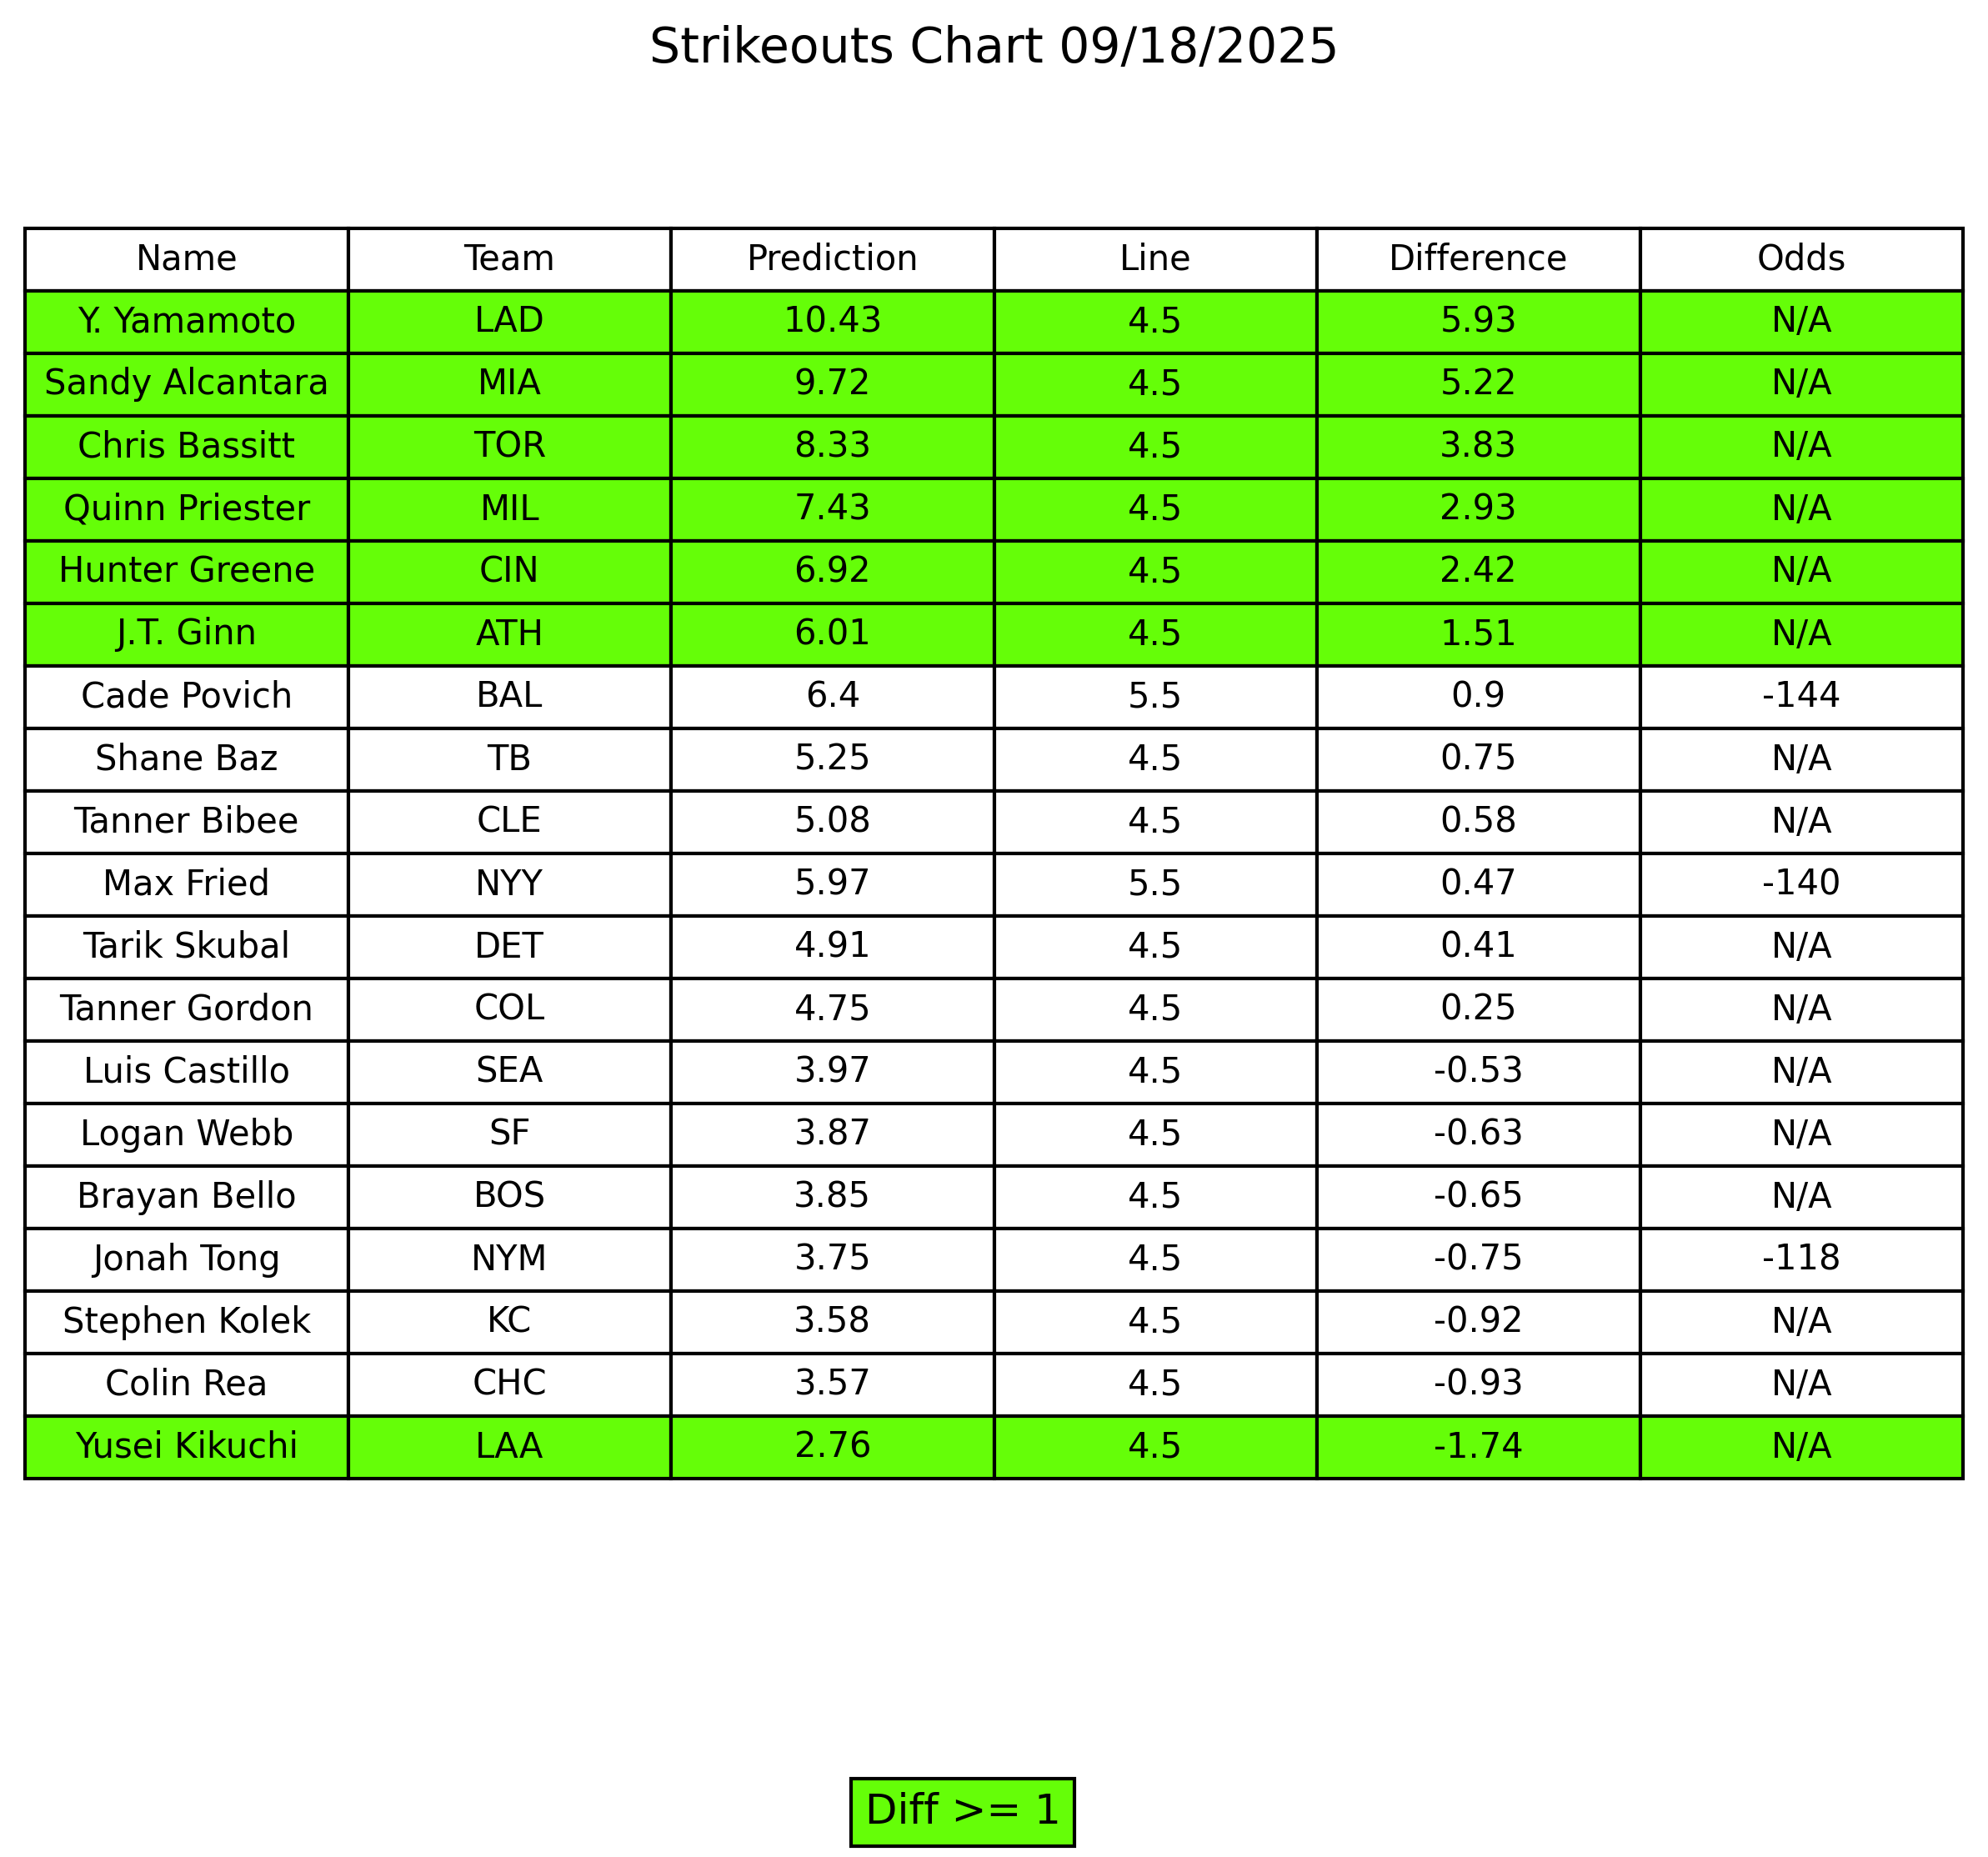 Strikeouts Chart 09/18/2025
Name Team Prediction Line Difference Odds
Y. Yamamoto LAD 10.43 4.5 5.93 N/A
Sandy Alcantara MIA 9.72 4.5 5.22 N/A
Chris Bassitt TOR 8.33 4.5 3.83 N/A
Quinn Priester MIL 7.43 4.5 2.93 N/A
Hunter Greene CIN 6.92 4.5 2.42 N/A
J.T. Ginn ATH 6.01 4.5 1.51 N/A
Cade Povich BAL 6.4 5.5 0.9 -144
Shane Baz TB 5.25 4.5 0.75 N/A
Tanner Bibee CLE 5.08 4.5 0.58 N/A
Max Fried NYY 5.97 5.5 0.47 -140
Tarik Skubal DET 4.91 4.5 0.41 N/A
Tanner Gordon COL 4.75 4.5 0.25 N/A
Luis Castillo SEA 3.97 4.5 -0.53 N/A
Logan Webb SF 3.87 4.5 -0.63 N/A
Brayan Bello BOS 3.85 4.5 -0.65 N/A
Jonah Tong NYM 3.75 4.5 -0.75 -118
Stephen Kolek KC 3.58 4.5 -0.92 N/A
Colin Rea CHC 3.57 4.5 -0.93 N/A
Yusei Kikuchi LAA 2.76 4.5 -1.74 N/A
Diff >= 1